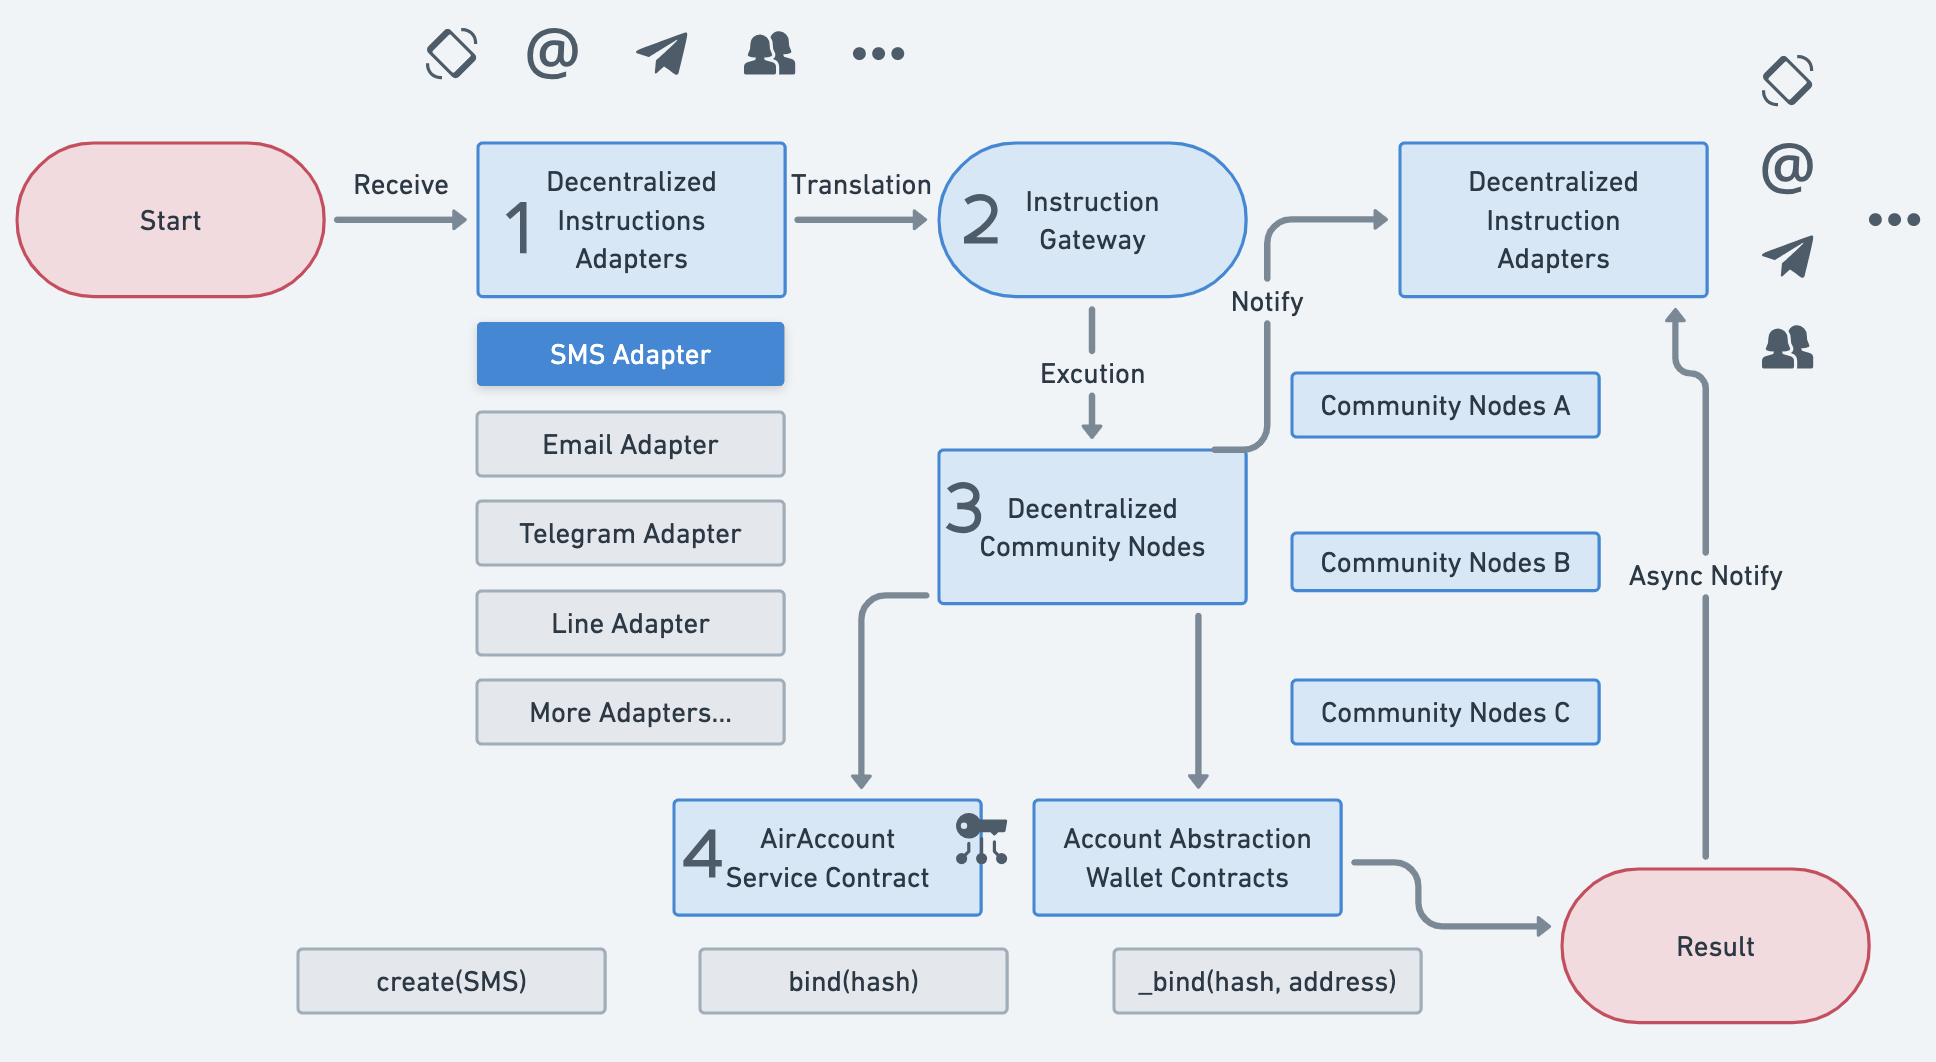 Start
Receive
1
Decentralized
Instructions
Adapters
Translation
2
Instruction
Gateway
Notify
Decentralized
Instruction
Adapters
SMS Adapter
Email Adapter
Telegram Adapter
Line Adapter
More Adapters...
Excution
3
Decentralized
Community Nodes
Community Nodes A
Community Nodes B
Community Nodes C
Async Notify
4
AirAccount
Service Contract
Account Abstraction
Wallet Contracts
Result
create(SMS)
bind(hash)
_bind(hash, address)